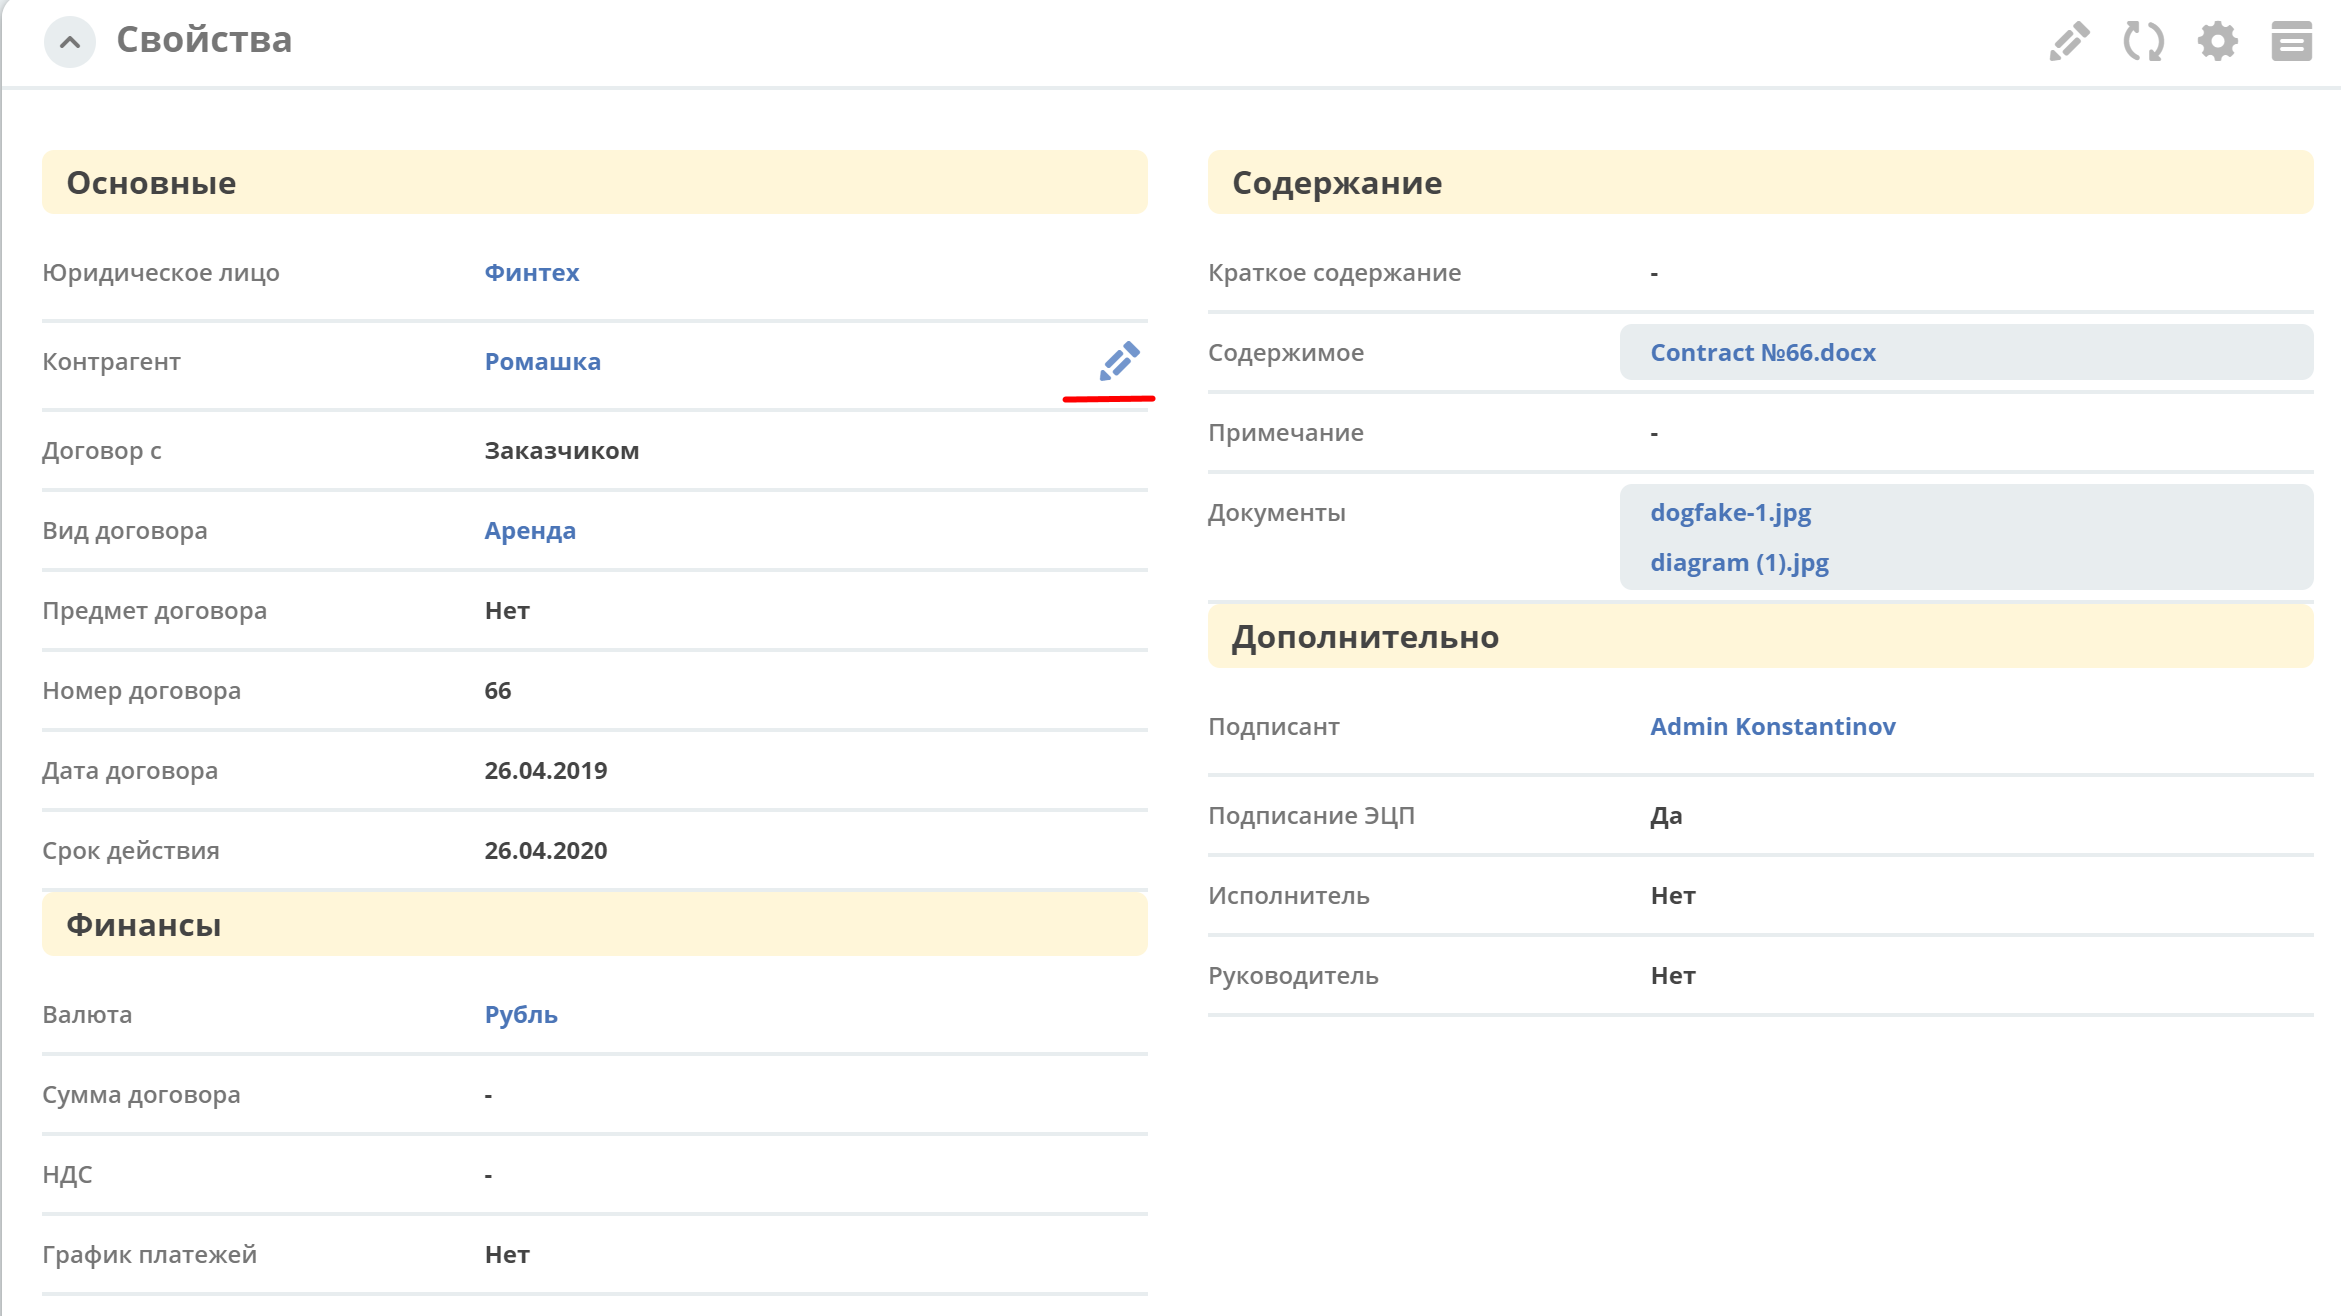 Свойства
Основные
Юридическое лицо Финтех
Контрагент Ромашка
Договор с Заказчиком
Вид договора Аренда
Предмет договора Нет
Номер договора 66
Дата договора 26.04.2019
Срок действия 26.04.2020
Финансы
Валюта Рубль
Сумма договора -
НДС -
График платежей Нет
Содержание
Краткое содержание -
Содержимое Contract №66.docx
Примечание -
Документы dogfake-1.jpg
diagram (1).jpg
Дополнительно
Подписант Admin Konstantinov
Подписание ЭЦП Да
Исполнитель Нет
Руководитель Нет